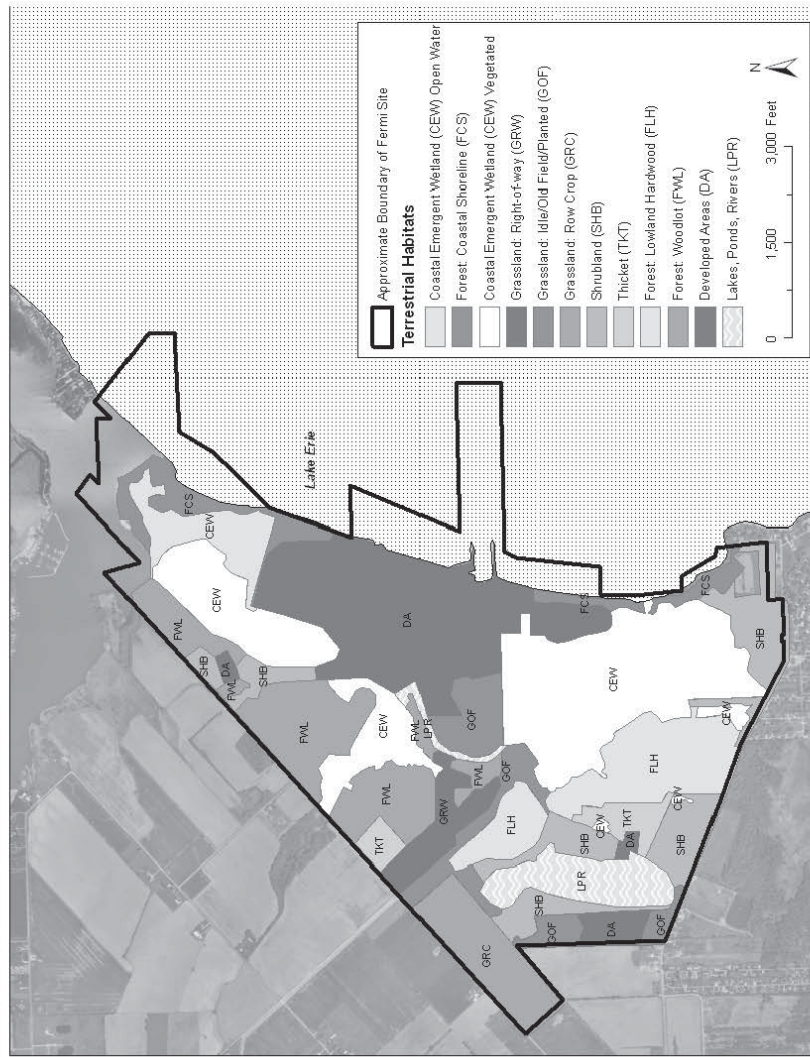 FWL
FCS
SHB
CEW
CEW
DA
FWL
SHB
FWL
Lake Erie
CEW
TKT
FWL
DA
FWL
LPR
GRW
GOF
FWL
GRC
GOF
FLH
SHB
GOF
LPR
SHB
FCS
CEW
DA
CEW
DA
TKT
FLH
GOF
SHB
CEW
FCS
CEW
SHB
Approximate Boundary of Fermi Site
Terrestrial Habitats
Coastal Emergent Wetland (CEW) Open Water
Forest: Coastal Shoreline (FCS)
Coastal Emergent Wetland (CEW) Vegetated
Grassland: Right-of-way (GRW)
Grassland: Idle/Old Field/Planted (GOF)
Grassland: Row Crop (GRC)
Shrubland (SHB)
Thicket (TKT)
Forest: Lowland Hardwood (FLH)
Forest: Woodlot (FWL)
Developed Areas (DA)
Lakes, Ponds, Rivers (LPR)
N
0 1,500 3,000 Feet